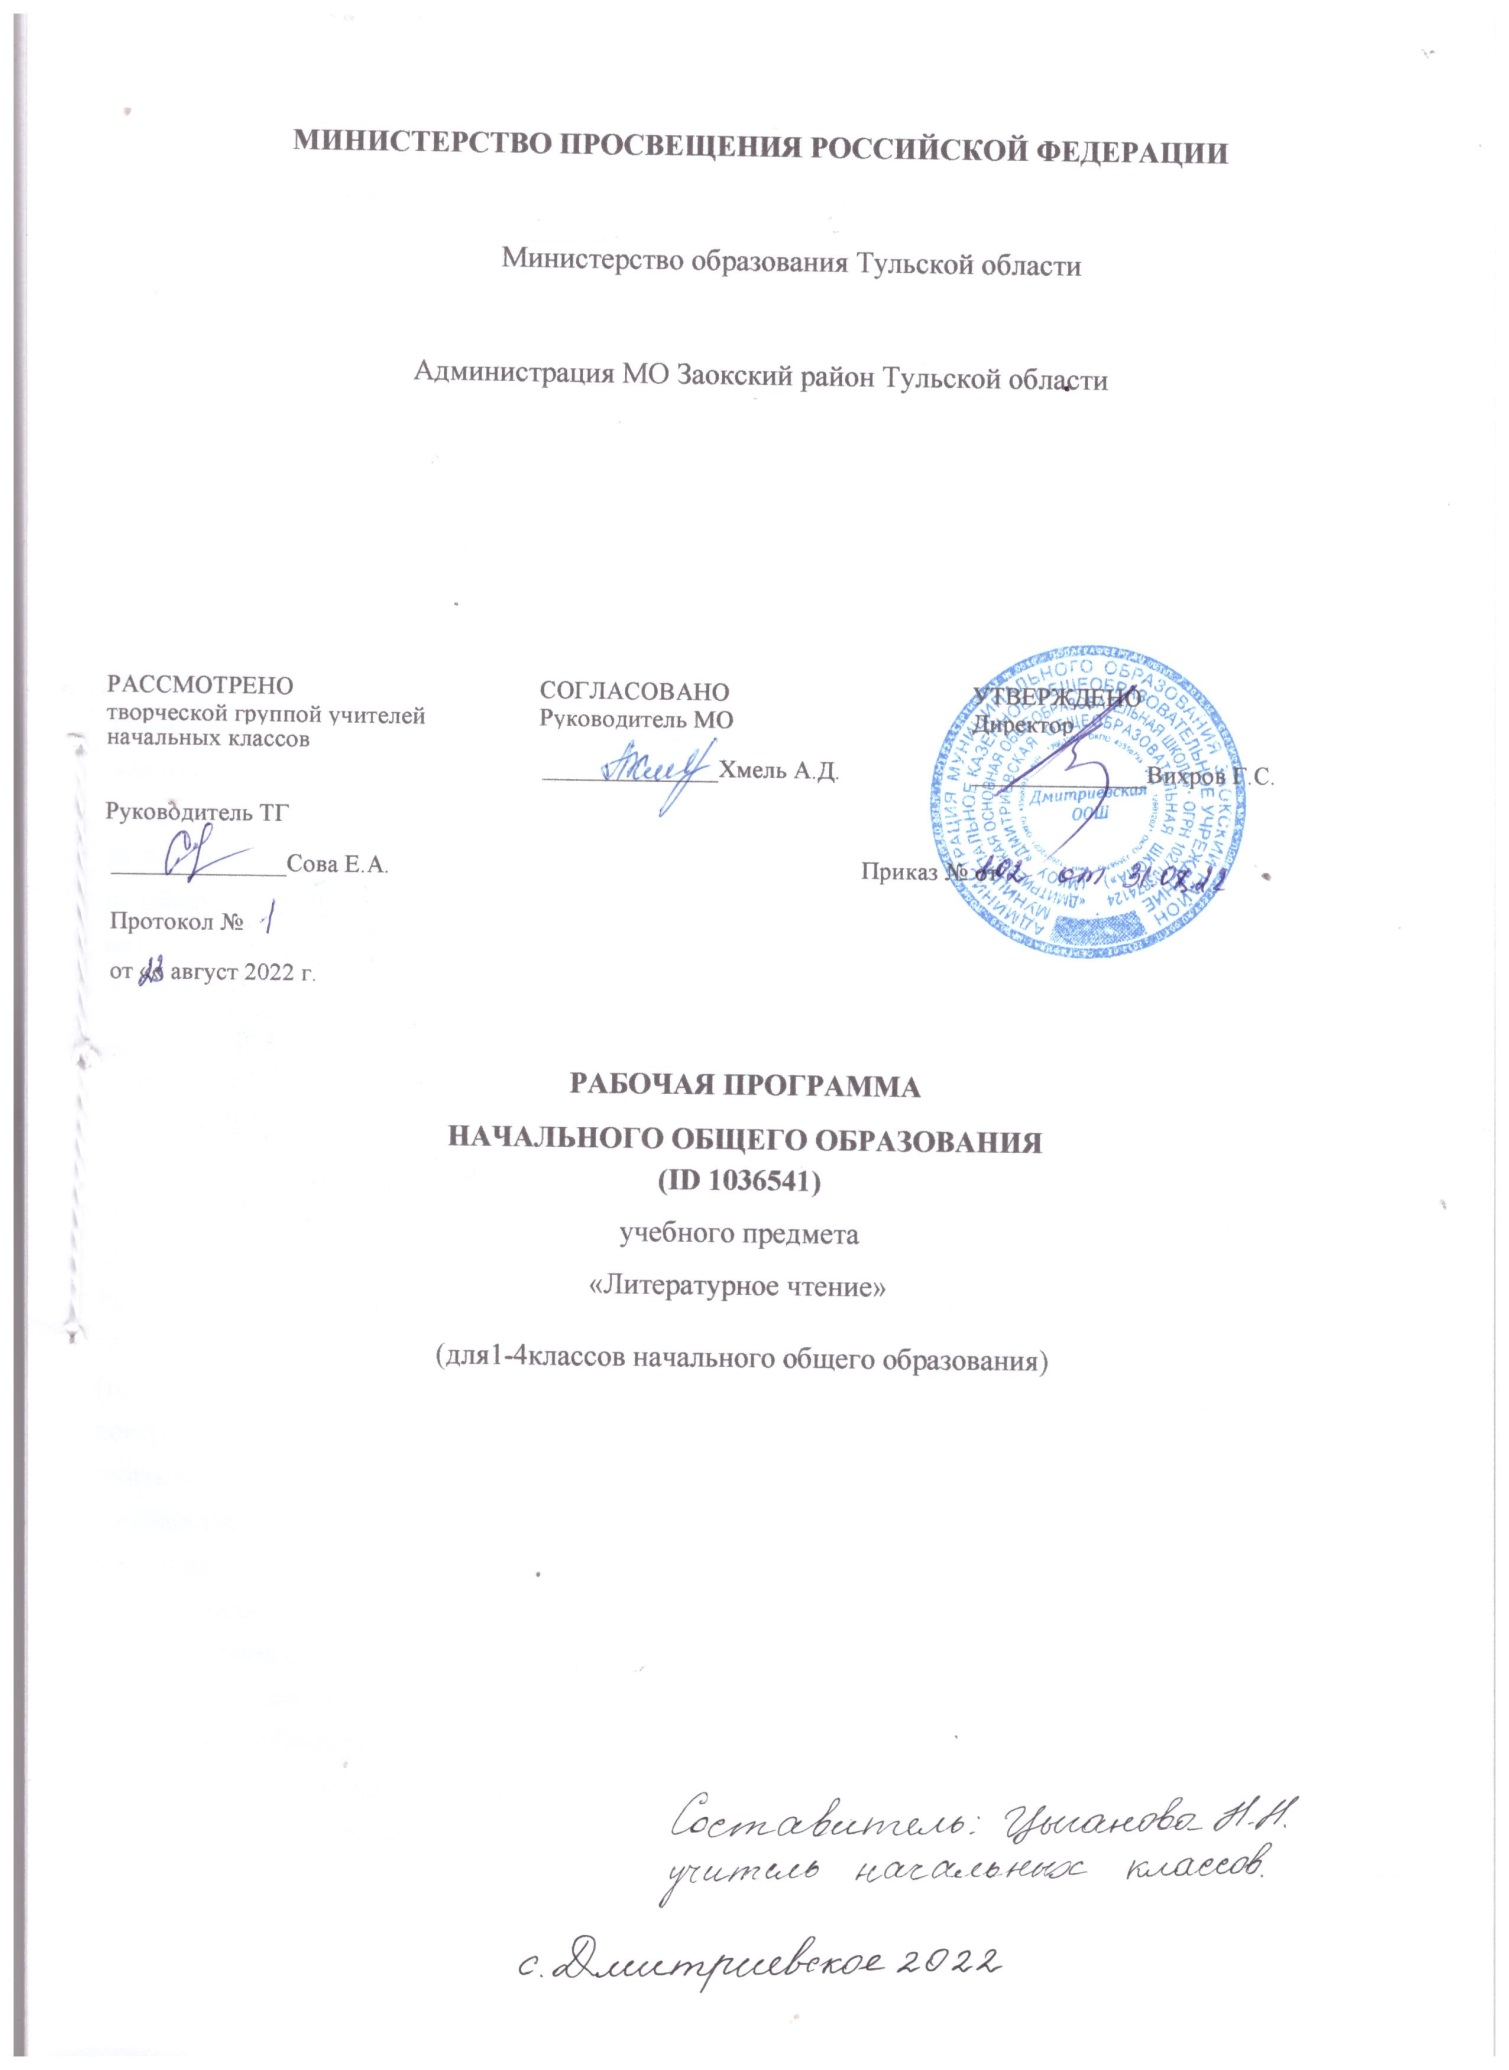 МИНИСТЕРСТВО ПРОСВЕЩЕНИЯ РОССИЙСКОЙ ФЕДЕРАЦИИ
Министерство образования Тульской области
Администрация МО Заокский район Тульской области
РАССМОТРЕНО
творческой группой учителей
начальных классов
Руководитель ТГ
Сова Е.А.
Протокол № 1
от 23 август 2022 г.
СОГЛАСОВАНО
Руководитель МО
Хмель А.Д.
УТВЕРЖДЕНО
Директор
Вихров Г.С.
Приказ № 102 от 31.08.22
Дмитриевская
ООШ
РАБОЧАЯ ПРОГРАММА
НАЧАЛЬНОГО ОБЩЕГО ОБРАЗОВАНИЯ
(ID 1036541)
учебного предмета
«Литературное чтение»
(для1-4классов начального общего образования)
Составитель: Цыганова Н.Н.
учитель начальных классов.
с. Дмитриевское 2022